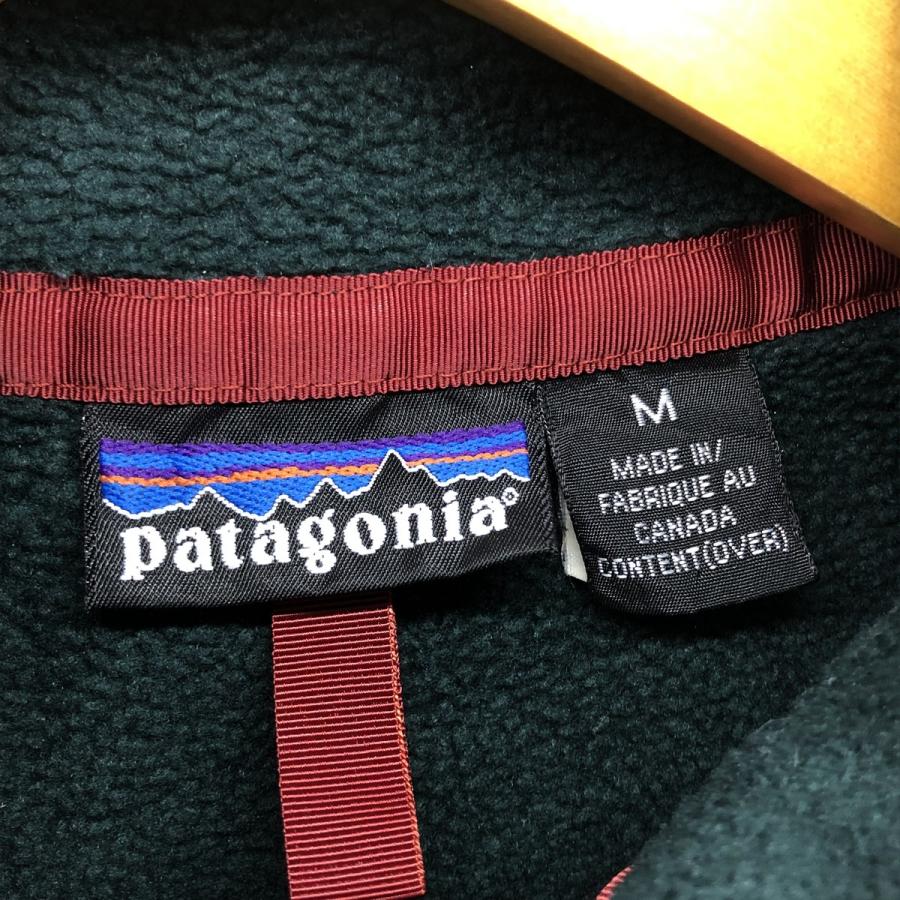 patagonia®
M
MADE IN/
FABRIQUE AU
CANADA
CONTENT(OVER)